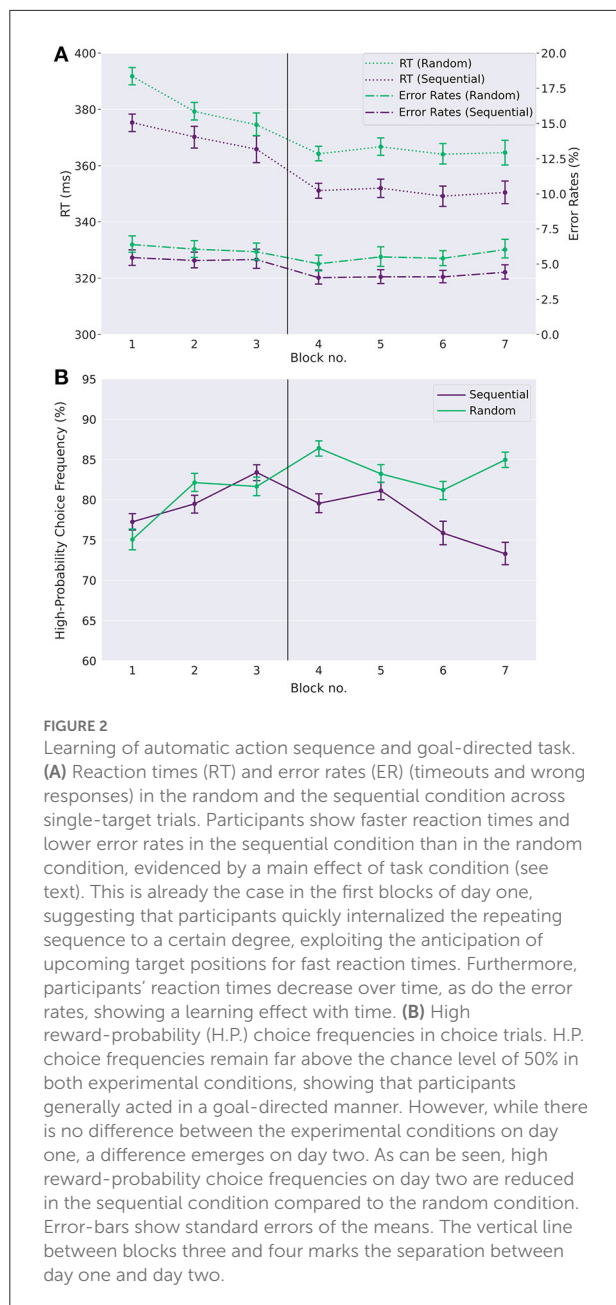 A
400
380
360
340
320
300
RT (ms)
20.0
17.5
15.0
12.5
10.0
7.5
5.0
2.5
0.0
Error Rates (%)
RT (Random)
RT (Sequential)
Error Rates (Random)
Error Rates (Sequential)
1 2 3 4 5 6 7
Block no.
B
95
90
85
80
75
70
65
60
High-Probability Choice Frequency (%)
Sequential
Random
1 2 3 4 5 6 7
Block no.
FIGURE 2
Learning of automatic action sequence and goal-directed task.
(A) Reaction times (RT) and error rates (ER) (timeouts and wrong
responses) in the random and the sequential condition across
single-target trials. Participants show faster reaction times and
lower error rates in the sequential condition than in the random
condition, evidenced by a main effect of task condition (see
text). This is already the case in the first blocks of day one,
suggesting that participants quickly internalized the repeating
sequence to a certain degree, exploiting the anticipation of
upcoming target positions for fast reaction times. Furthermore,
participants’ reaction times decrease over time, as do the error
rates, showing a learning effect with time. (B) High
reward-probability (H.P.) choice frequencies in choice trials. H.P.
choice frequencies remain far above the chance level of 50% in
both experimental conditions, showing that participants
generally acted in a goal-directed manner. However, while there
is no difference between the experimental conditions on day
one, a difference emerges on day two. As can be seen, high
reward-probability choice frequencies on day two are reduced
in the sequential condition compared to the random condition.
Error-bars show standard errors of the means. The vertical line
between blocks three and four marks the separation between
day one and day two.